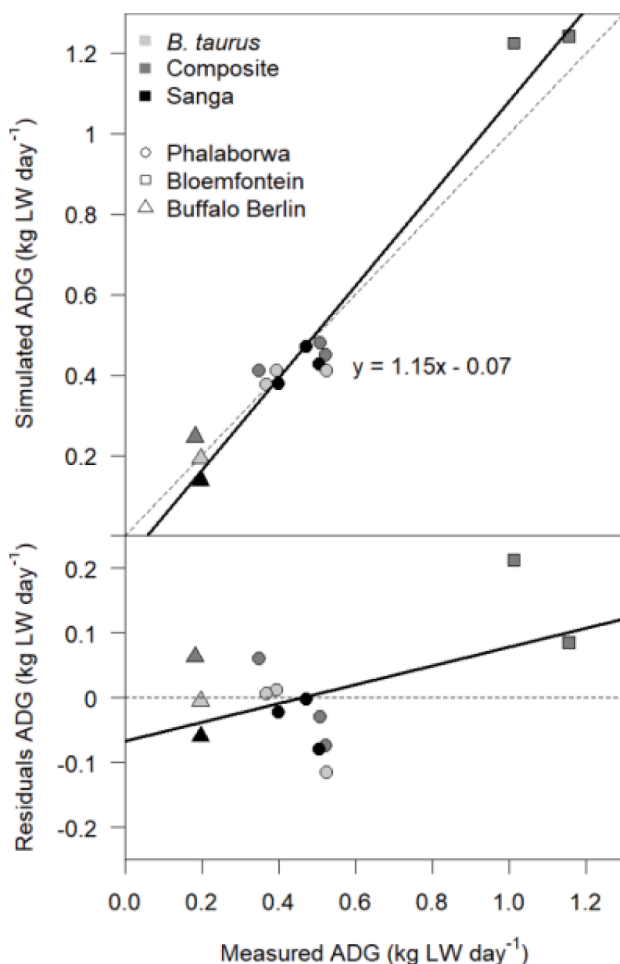 B. taurus
Composite
Sanga
Phalaborwa
Bloemfontein
Buffalo Berlin
Simulated ADG (kg LW day⁻¹)
1.2
1
0.8
0.6
0.4
0.2
y = 1.15x - 0.07
Residuals ADG (kg LW day⁻¹)
0.2
0.1
0
-0.1
-0.2
0.0 0.2 0.4 0.6 0.8 1.0 1.2
Measured ADG (kg LW day⁻¹)